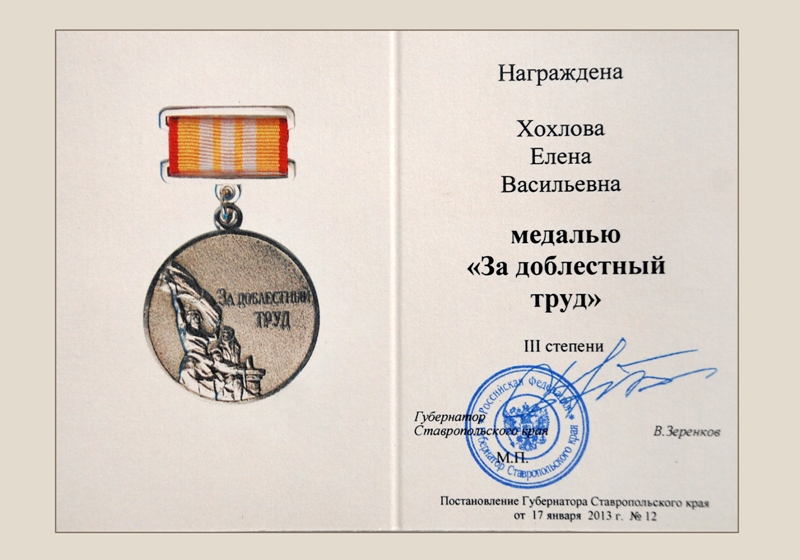 За доблестный
труд
Награждена
Хохлова
Елена
Васильевна
медалью
«За доблестный
труд»
III степени
Российская Федерация
Губернатор Ставропольского края
Губернатор
Ставропольского края
В.Зеренков
М.П.
Постановление Губернатора Ставропольского края
от 17 января 2013 г. № 12